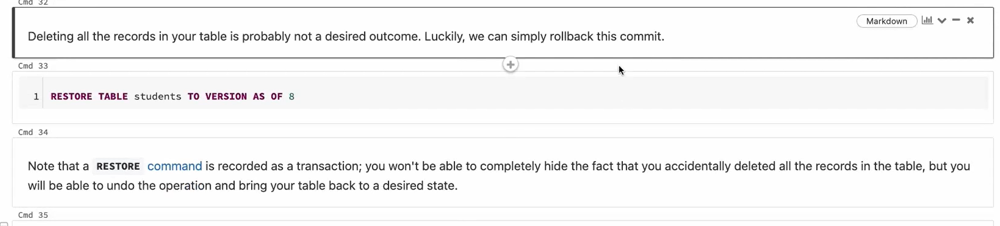 Cmd 32
Markdown
Deleting all the records in your table is probably not a desired outcome. Luckily, we can simply rollback this commit.
Cmd 33
1 RESTORE TABLE students TO VERSION AS OF 8
Cmd 34
Note that a RESTORE command is recorded as a transaction; you won't be able to completely hide the fact that you accidentally deleted all the records in the table, but you
will be able to undo the operation and bring your table back to a desired state.
Cmd 35